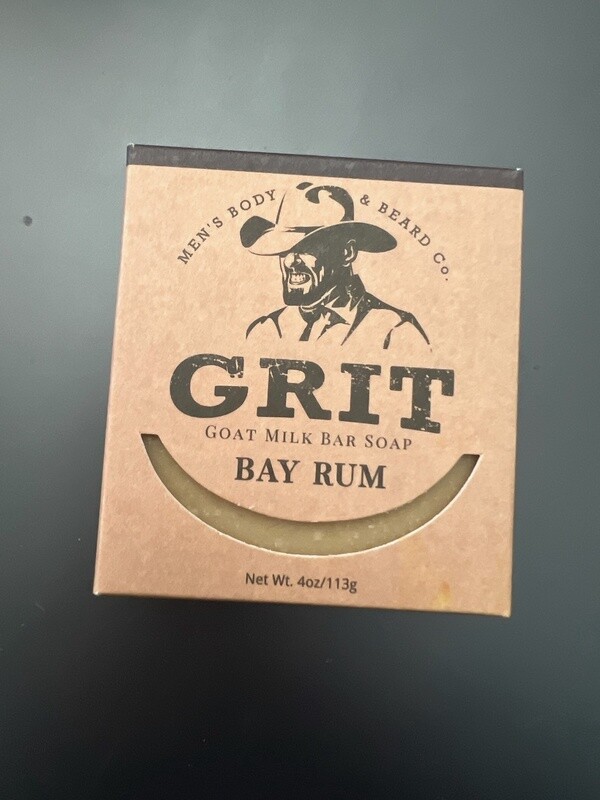 MEN'S BODY & BEARD Co.
GRIT
GOAT MILK BAR SOAP
BAY RUM
Net Wt. 4oz/113g